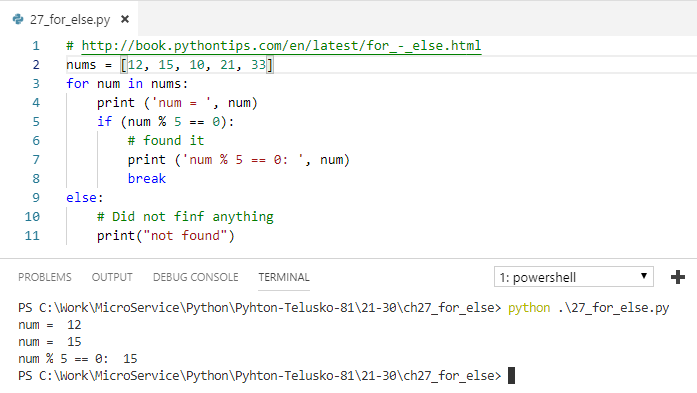 27_for_else.py ×
1 # http://book.pythontips.com/en/latest/for_-_else.html
2 nums = [12, 15, 10, 21, 33]
3 for num in nums:
4     print ('num = ', num)
5     if (num % 5 == 0):
6         # found it
7         print ('num % 5 == 0: ', num)
8         break
9 else:
10     # Did not finf anything
11     print("not found")
PROBLEMS OUTPUT DEBUG CONSOLE TERMINAL 1: powershell
PS C:\Work\MicroService\Python\Pyhton-Telusko-81\21-30\ch27_for_else> python .\27_for_else.py
num =  12
num =  15
num % 5 == 0:  15
PS C:\Work\MicroService\Python\Pyhton-Telusko-81\21-30\ch27_for_else>